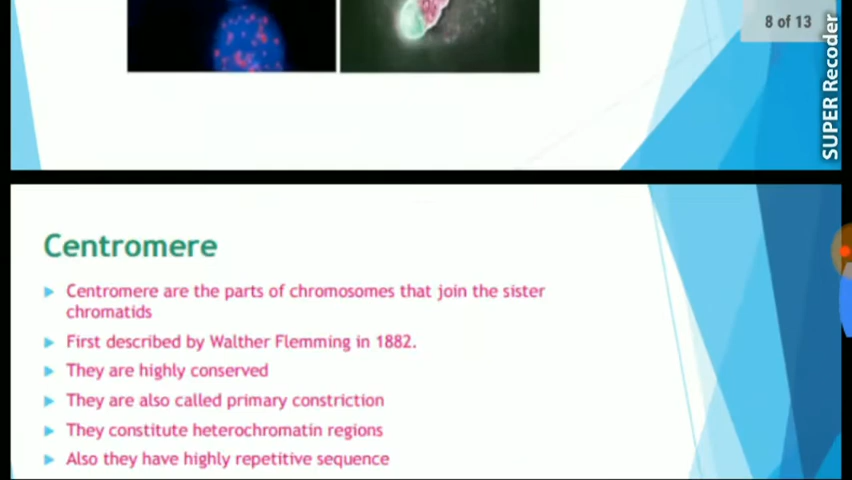 8 of 13
SUPER Recoder
Centromere
Centromere are the parts of chromosomes that join the sister
chromatids
First described by Walther Flemming in 1882.
They are highly conserved
They are also called primary constriction
They constitute heterochromatin regions
Also they have highly repetitive sequence